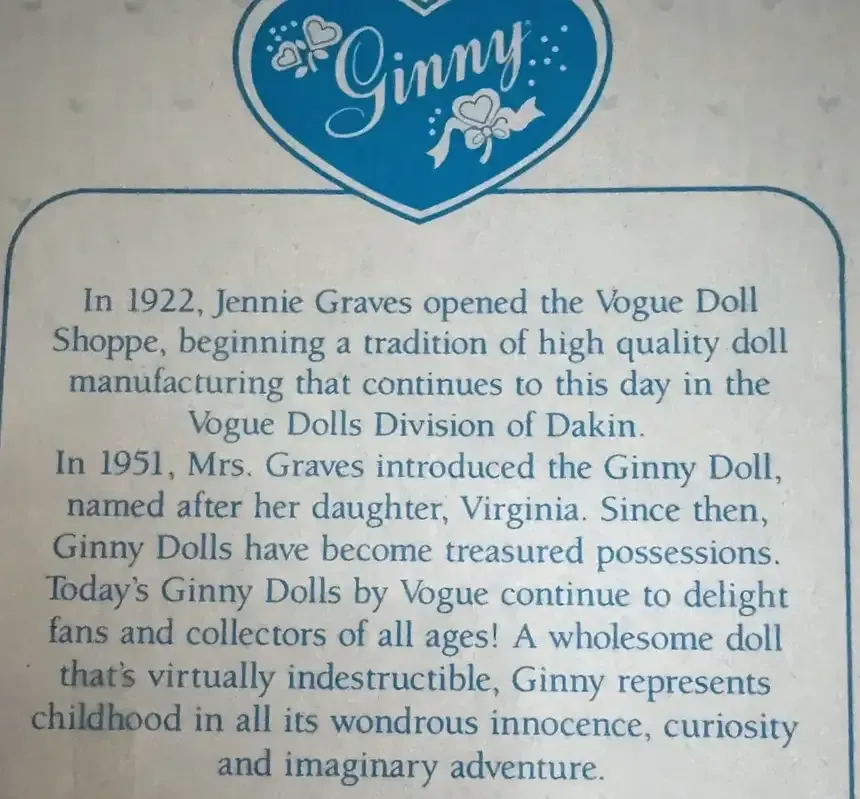 Ginny
In 1922, Jennie Graves opened the Vogue Doll
Shoppe, beginning a tradition of high quality doll
manufacturing that continues to this day in the
Vogue Dolls Division of Dakin.
In 1951, Mrs. Graves introduced the Ginny Doll,
named after her daughter, Virginia. Since then,
Ginny Dolls have become treasured possessions.
Today's Ginny Dolls by Vogue continue to delight
fans and collectors of all ages! A wholesome doll
that's virtually indestructible, Ginny represents
childhood in all its wondrous innocence, curiosity
and imaginary adventure.